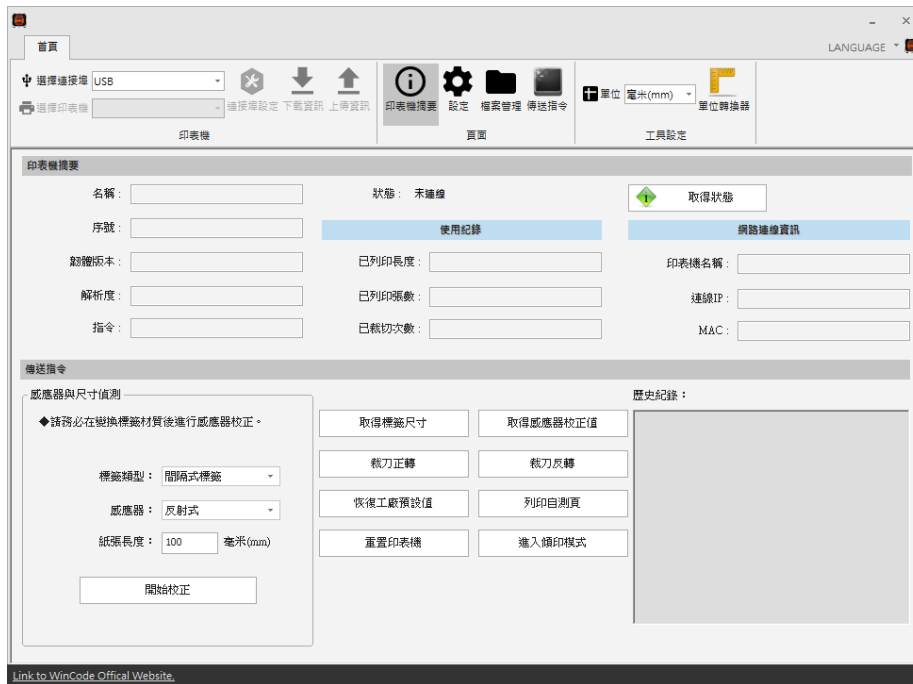 首頁
LANGUAGE
選擇連接埠 USB
選擇印表機
連接埠設定 下載資訊 上傳資訊
印表機摘要 設定 檔案管理 傳送指令
單位 毫米(mm) 單位轉換器
印表機 頁面 工具設定
印表機摘要
名稱： 狀態： 未連線 取得狀態
序號： 使用紀錄 網路連線資訊
韌體版本： 已列印長度： 印表機名稱：
解析度： 已列印張數： 連線IP：
指令： 已裁切次數： MAC：
傳送指令
感應器與尺寸偵測 歷史紀錄：
◆請務必在變換標籤材質後進行感應器校正。
取得標籤尺寸 取得感應器校正值
裁刀正轉 裁刀反轉
標籤類型： 間隔式標籤
恢復工廠預設值 列印自測頁
感應器： 反射式
紙張長度： 100 毫米(mm)
重置印表機 進入傾印模式
開始校正
Link to WinCode Offical Website.